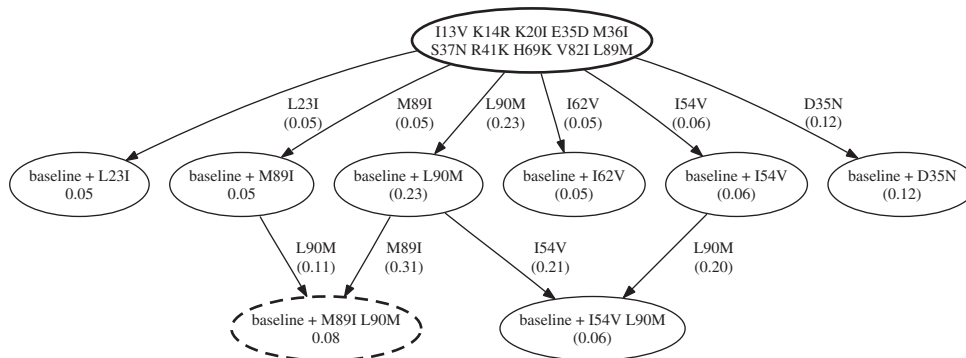 I13V K14R K20I E35D M36I
S37N R41K H69K V82I L89M
L23I
(0.05)
M89I
(0.05)
L90M
(0.23)
I62V
(0.05)
I54V
(0.06)
D35N
(0.12)
baseline + L23I
0.05
baseline + M89I
0.05
baseline + L90M
(0.23)
baseline + I62V
(0.05)
baseline + I54V
(0.06)
baseline + D35N
(0.12)
L90M
(0.11)
M89I
(0.31)
I54V
(0.21)
L90M
(0.20)
baseline + M89I L90M
0.08
baseline + I54V L90M
(0.06)